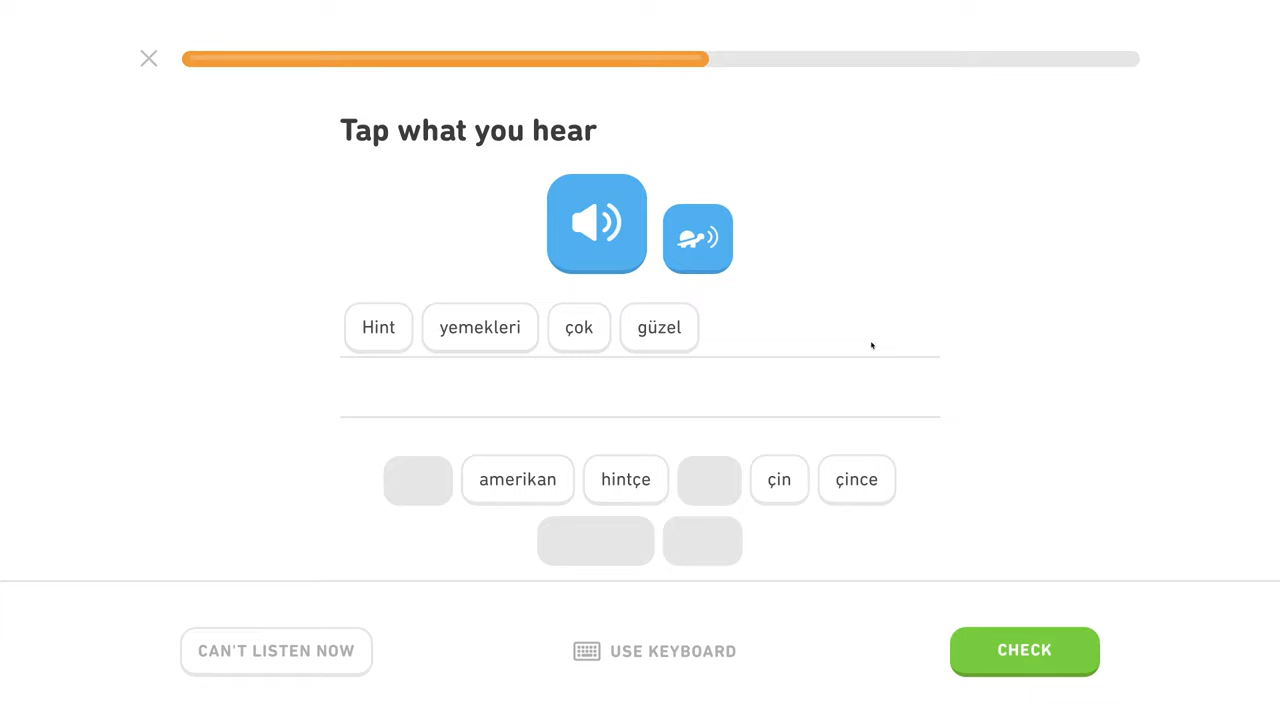 Tap what you hear
Hint yemekleri çok güzel
amerikan hintçe çin çince
CAN'T LISTEN NOW USE KEYBOARD CHECK